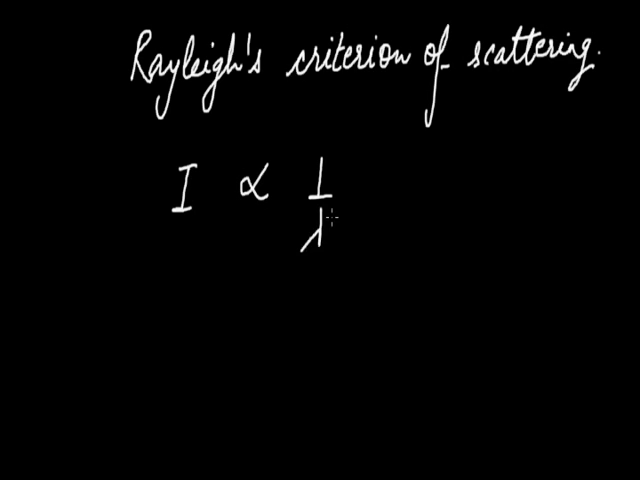 Rayleigh's criterion of scattering.
I ∝ 1/λ